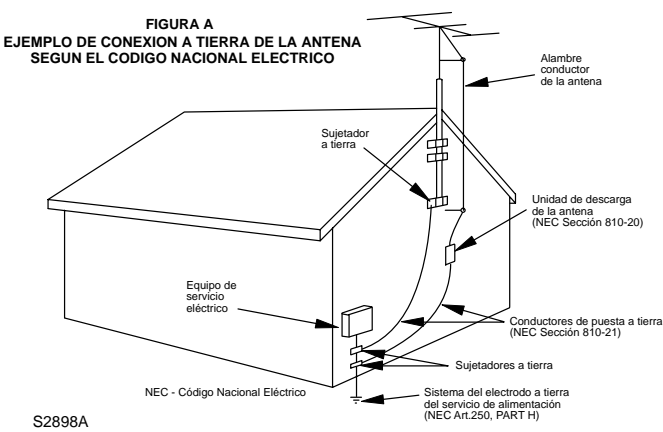 FIGURA A
EJEMPLO DE CONEXION A TIERRA DE LA ANTENA
SEGUN EL CODIGO NACIONAL ELECTRICO
Alambre
conductor
de la antena
Sujetador
a tierra
Unidad de descarga
de la antena
(NEC Sección 810-20)
Equipo de
servicio
eléctrico
Conductores de puesta a tierra
(NEC Sección 810-21)
Sujetadores a tierra
NEC - Código Nacional Eléctrico
Sistema del electrodo a tierra
del servicio de alimentación
(NEC Art.250, PART H)
S2898A